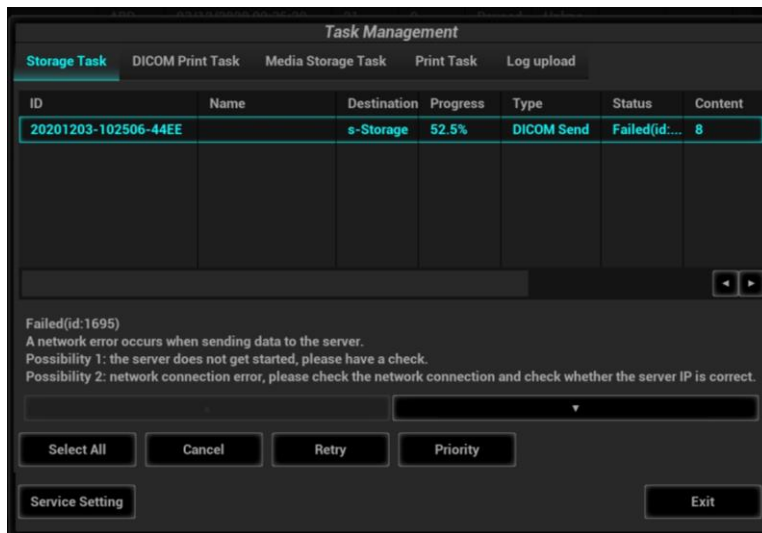 Task Management
Storage Task DICOM Print Task Media Storage Task Print Task Log upload
ID Name Destination Progress Type Status Content
20201203-102506-44EE s-Storage 52.5% DICOM Send Failed(id:... 8
Failed(id:1695)
A network error occurs when sending data to the server.
Possibility 1: the server does not get started, please have a check.
Possibility 2: network connection error, please check the network connection and check whether the server IP is correct.
Select All Cancel Retry Priority
Service Setting Exit